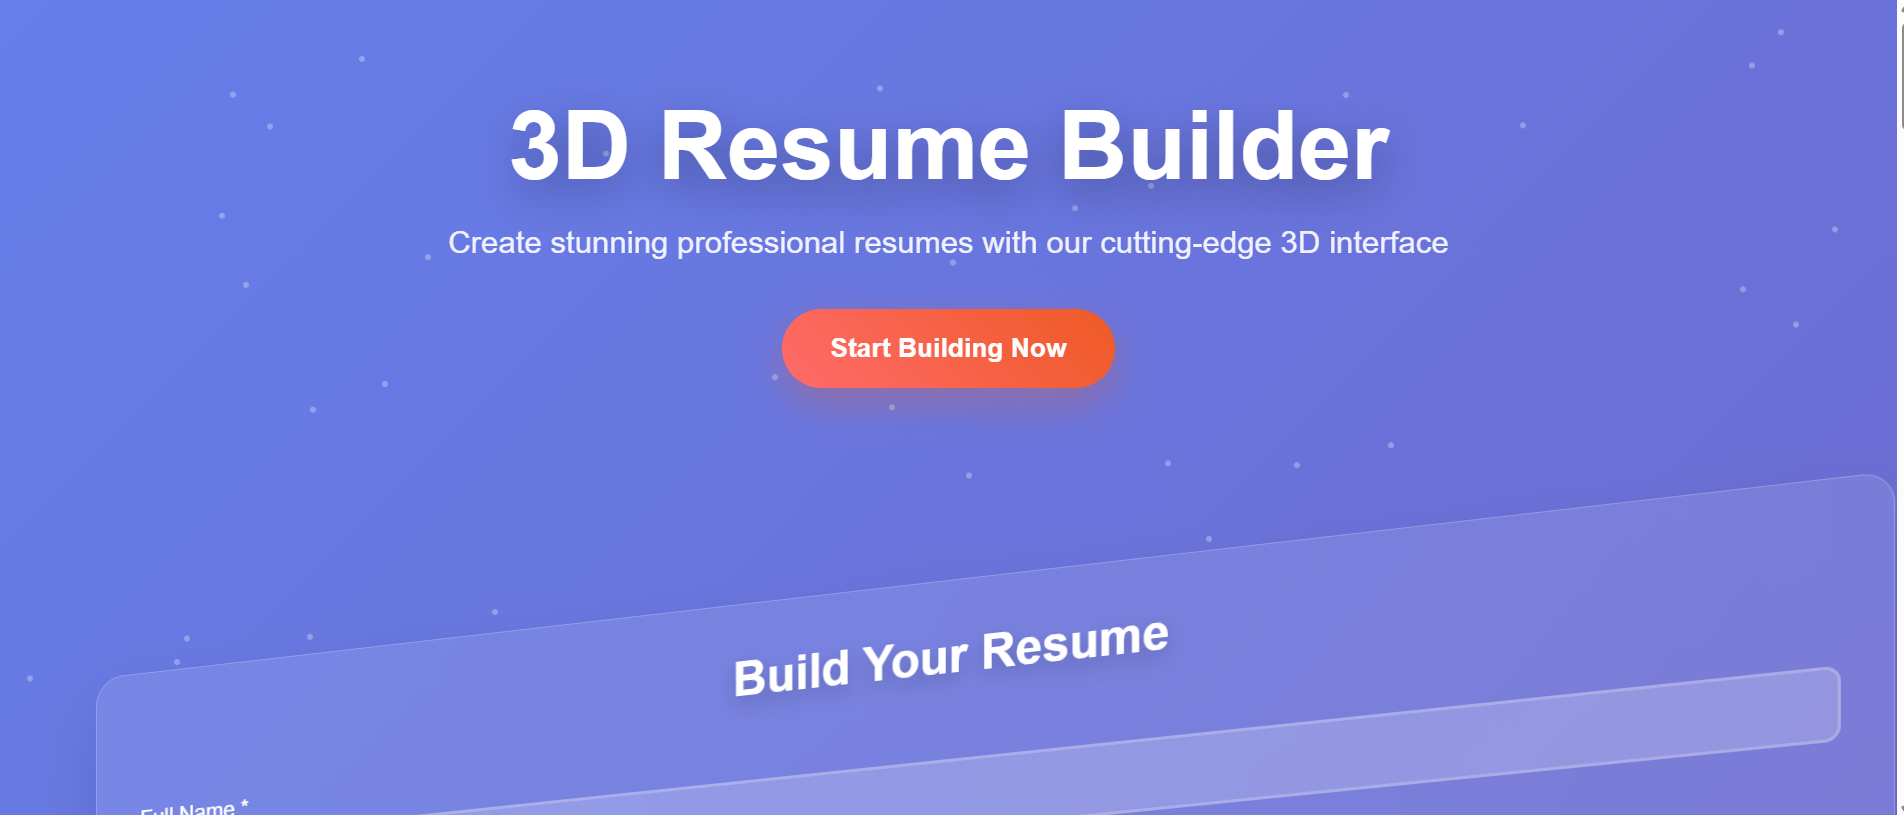 3D Resume Builder
Create stunning professional resumes with our cutting-edge 3D interface
Start Building Now
Build Your Resume
Full Name *